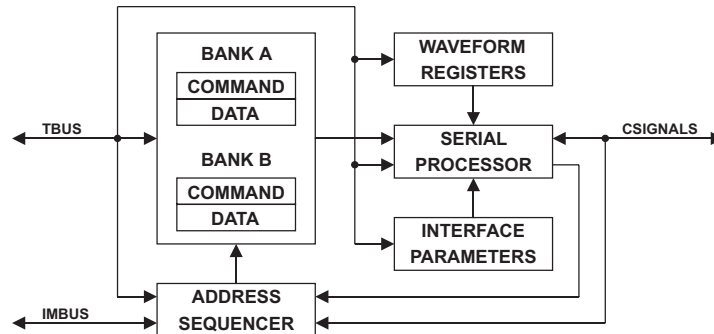 BANK A
COMMAND
DATA
BANK B
COMMAND
DATA
WAVEFORM
REGISTERS
TBUS
SERIAL
PROCESSOR
CSIGNALS
INTERFACE
PARAMETERS
IMBUS
ADDRESS
SEQUENCER